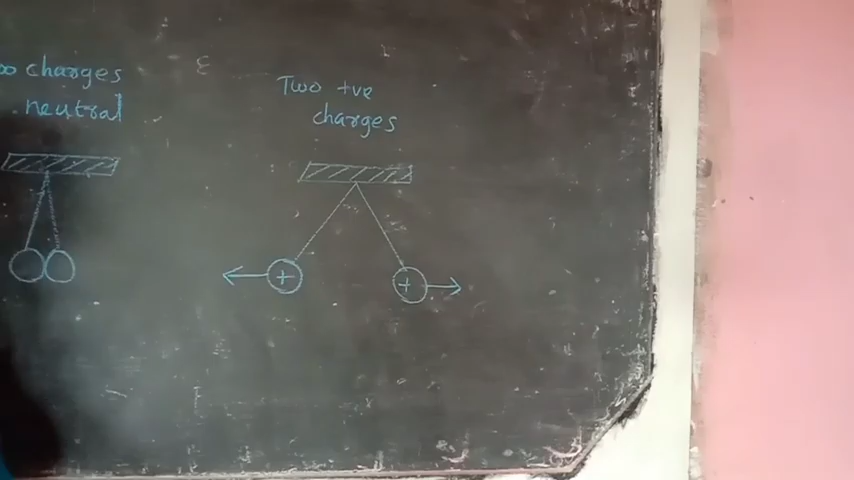 charges
neutral
Two +ve
charges
+
+